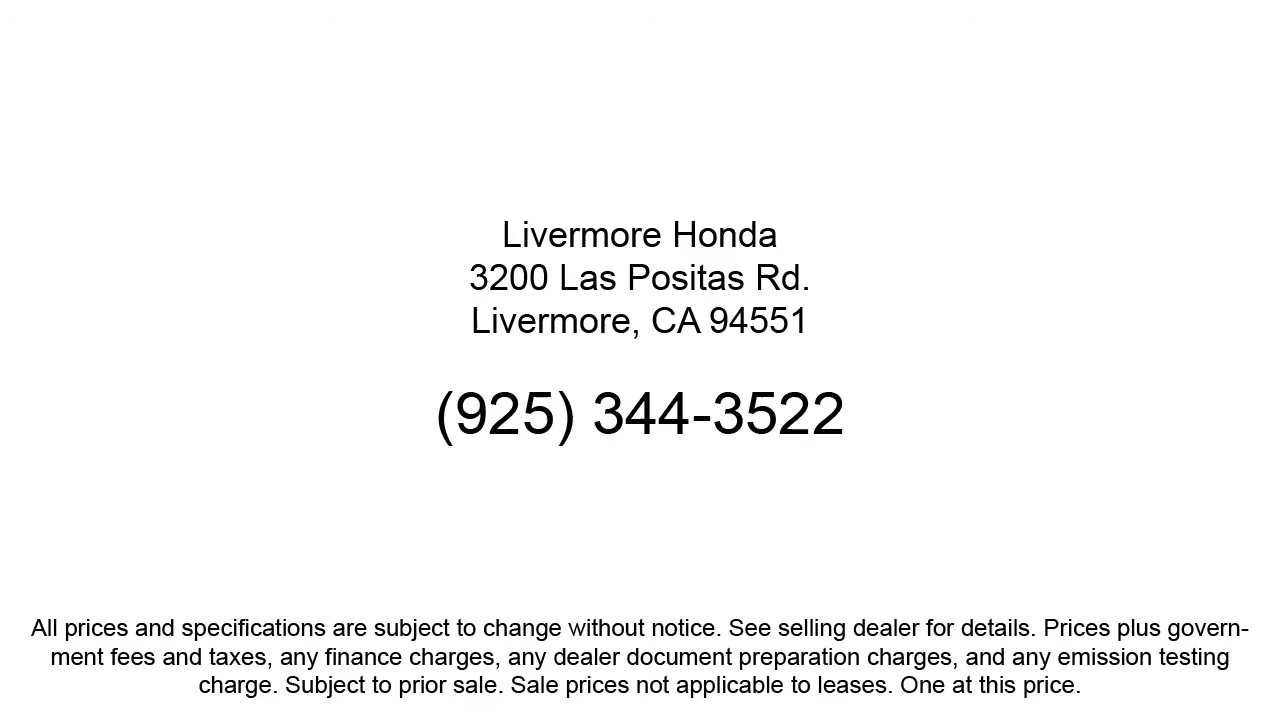 Livermore Honda
3200 Las Positas Rd.
Livermore, CA 94551
(925) 344-3522
All prices and specifications are subject to change without notice. See selling dealer for details. Prices plus govern-
ment fees and taxes, any finance charges, any dealer document preparation charges, and any emission testing
charge. Subject to prior sale. Sale prices not applicable to leases. One at this price.